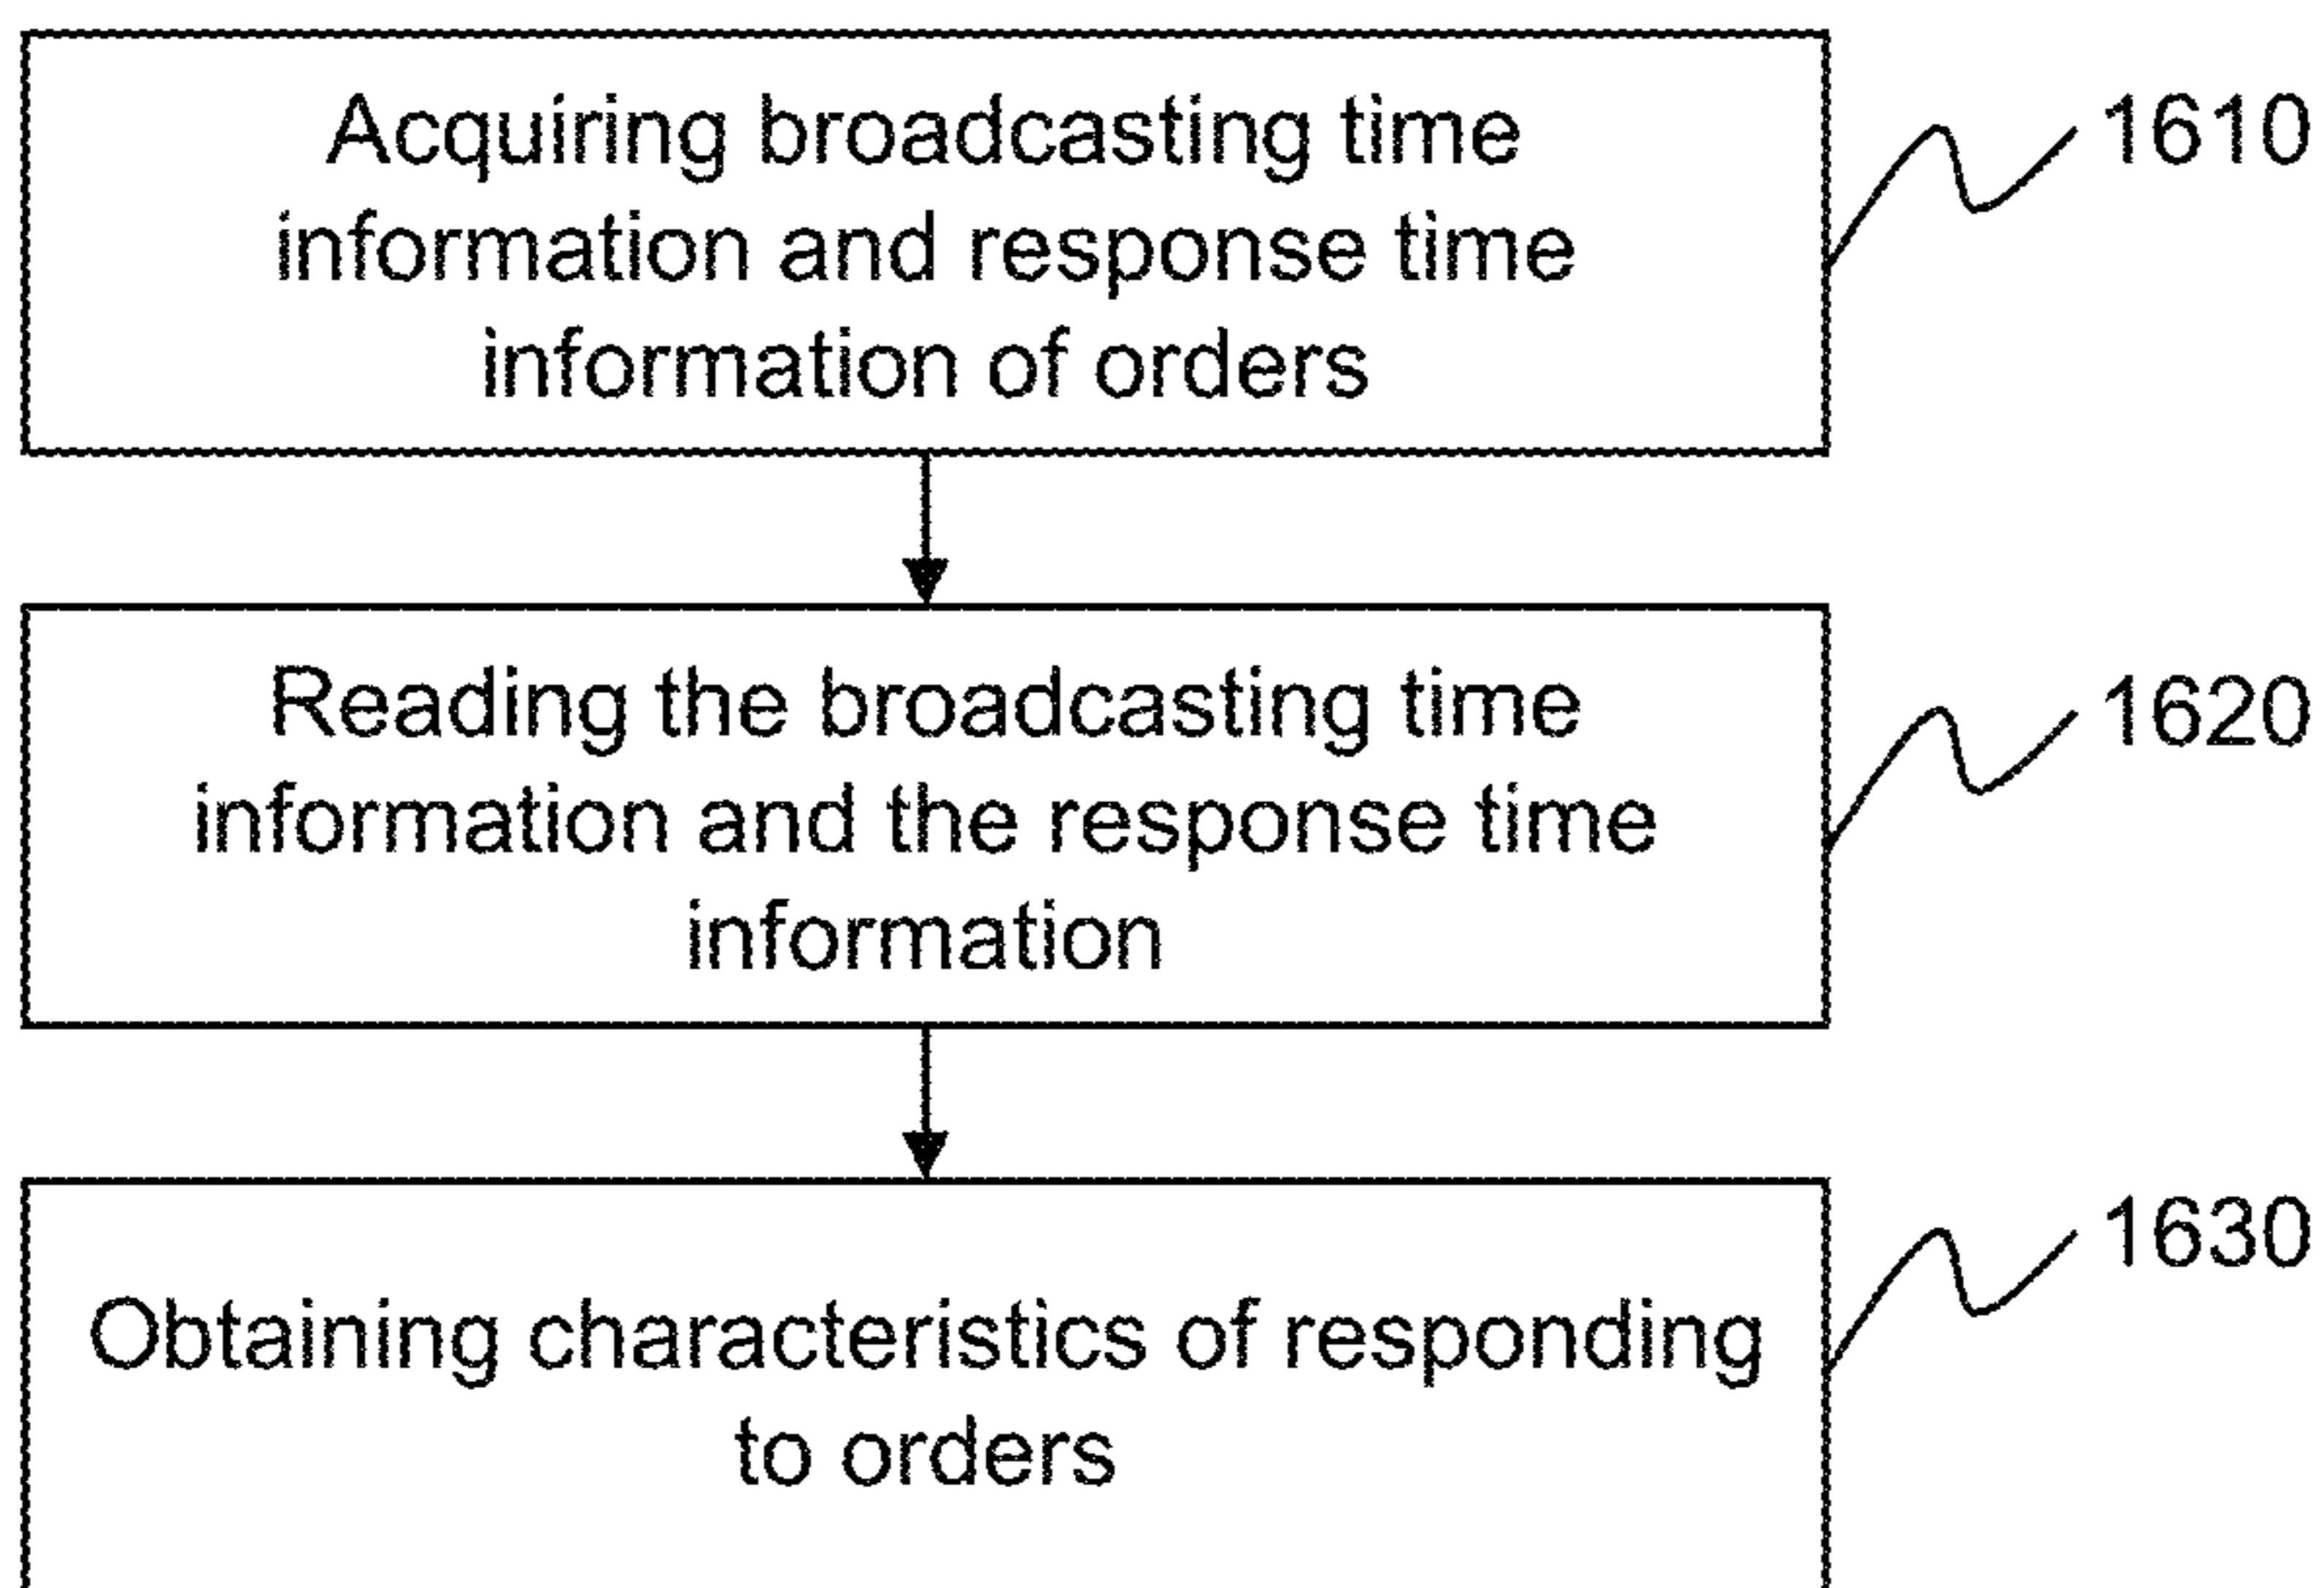 Acquiring broadcasting time
information and response time
information of orders
1610
Reading the broadcasting time
information and the response time
information
1620
Obtaining characteristics of responding
to orders
1630